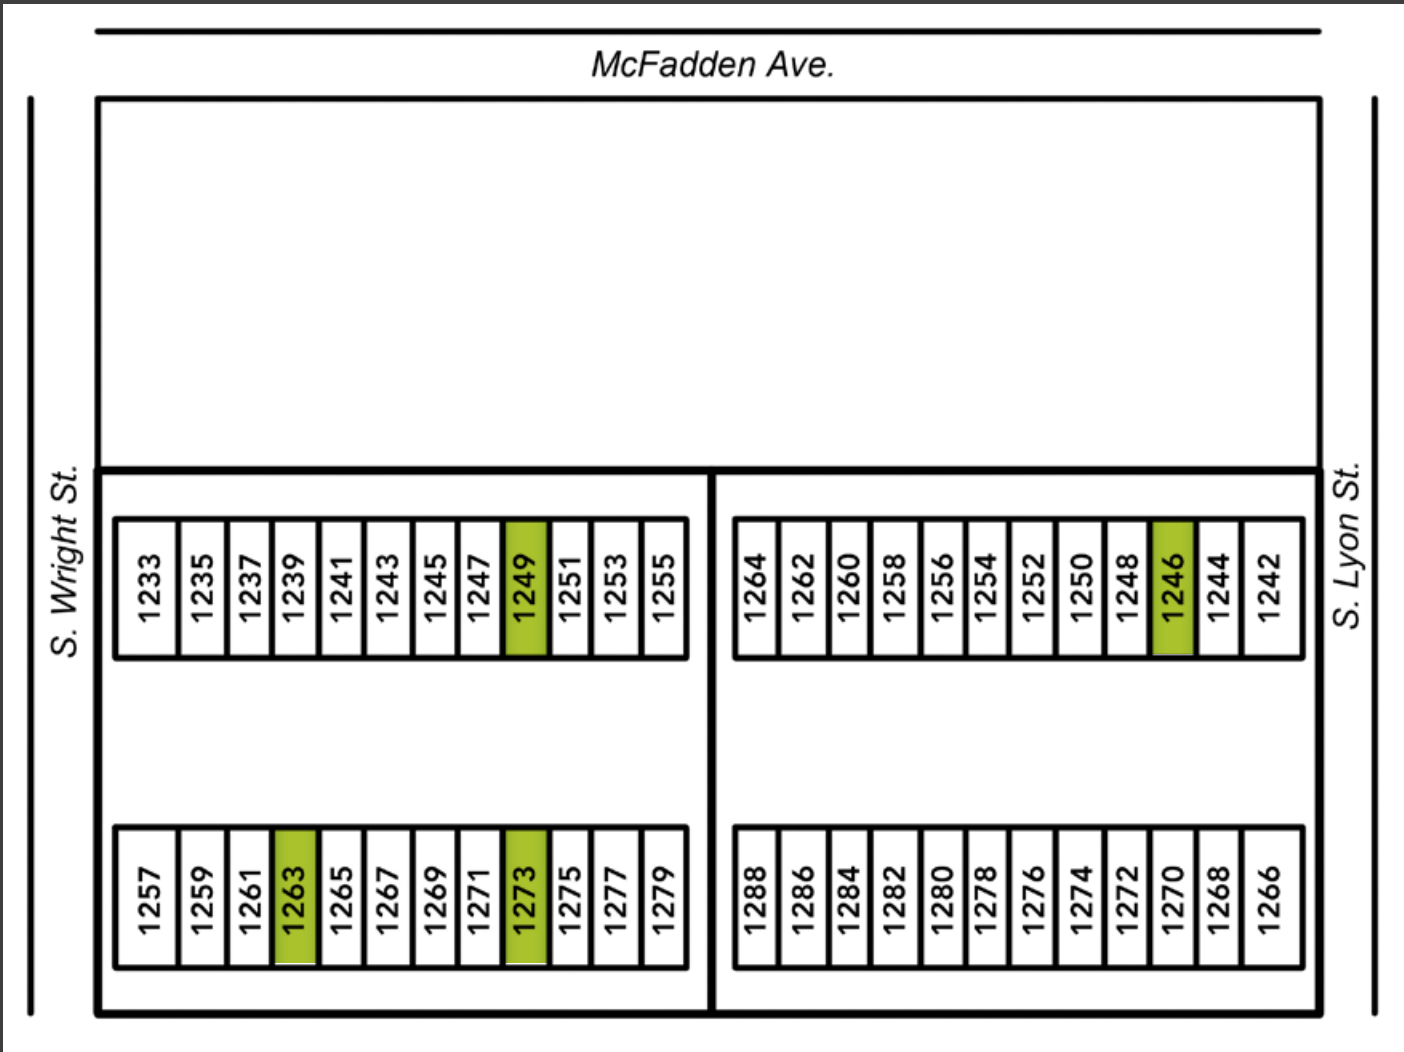 McFadden Ave.
S. Wright St.
S. Lyon St.
1233 1235 1237 1239 1241 1243 1245 1247 1249 1251 1253 1255
1264 1262 1260 1258 1256 1254 1252 1250 1248 1246 1244 1242
1257 1259 1261 1263 1265 1267 1269 1271 1273 1275 1277 1279
1288 1286 1284 1282 1280 1278 1276 1274 1272 1270 1268 1266